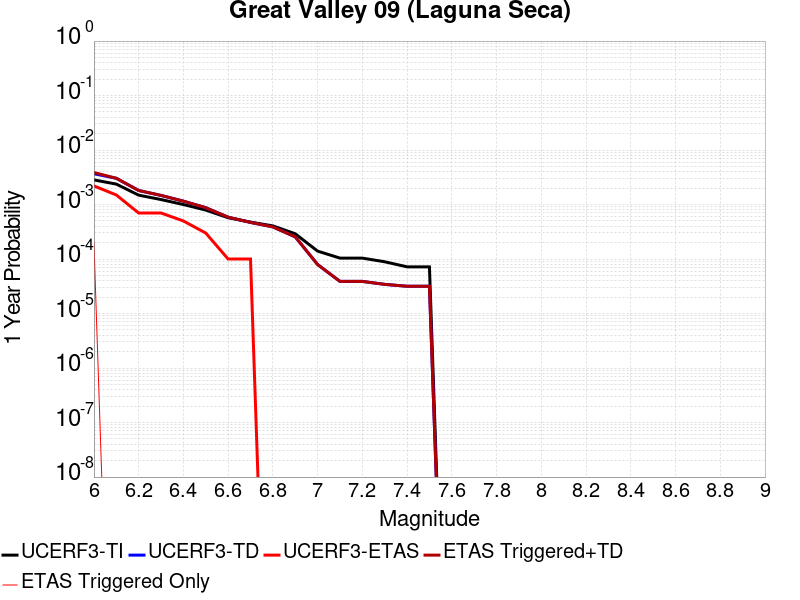 Great Valley 09 (Laguna Seca)
10^0
10^-1
10^-2
10^-3
10^-4
10^-5
10^-6
10^-7
10^-8
1 Year Probability
6 6.2 6.4 6.6 6.8 7 7.2 7.4 7.6 7.8 8 8.2 8.4 8.6 8.8 9
Magnitude
UCERF3-TI UCERF3-TD UCERF3-ETAS ETAS Triggered+TD
ETAS Triggered Only